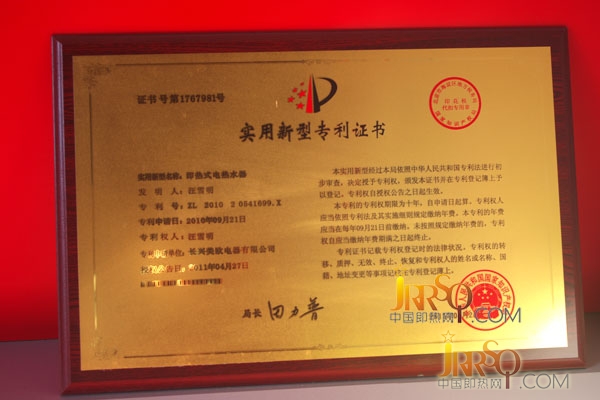 证书号第1767981号
实用新型专利证书
实用新型名称：即热式电热水器
发 明 人：汪雪明
专 利 号：ZL 2010 2 0541699.X
专利申请日：2010年09月21日
专利权人：长兴美欧电器有限公司
授权公告日：2011年04月27日
本实用新型经过本局依照中华人民共和国专利法进行初步审查，决定授予专利权，颁发本证书并在专利登记簿上予以登记。专利权自授权公告之日起生效。
本专利的专利权期限为十年，自申请日起算。专利权人应当依照专利法及其实施细则规定缴纳年费。本专利的年费应当在每年09月21日前缴纳。未按照规定缴纳年费的，专利权自应当缴纳年费期满之日起终止。
专利证书记载专利权登记时的法律状况。专利权的转移、质押、无效、终止、恢复和专利权人的姓名或名称、国籍、地址变更等事项记载在专利登记簿上。
局长 田力普
JRRSQ
中国即热网 .COM
JRRSQ
中国即热网 .COM